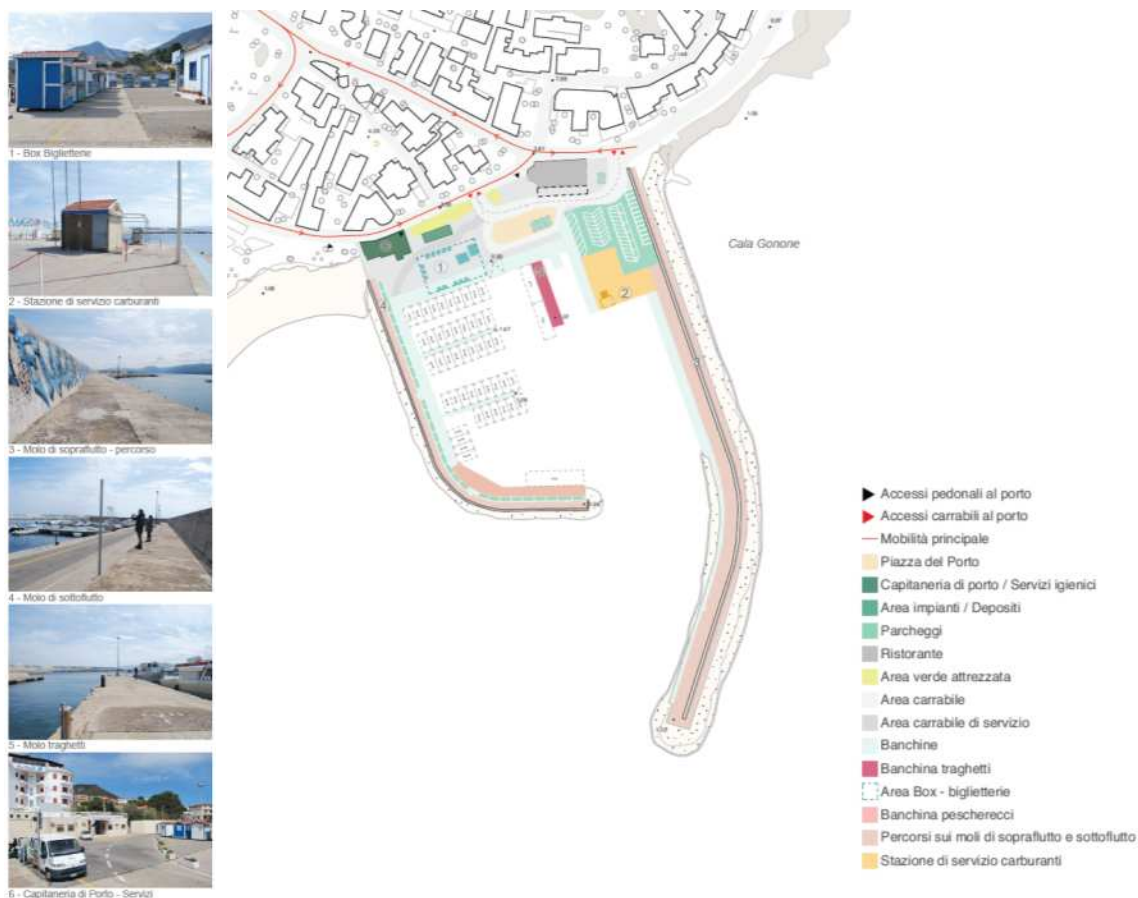 1 - Box Biglietterie
2 - Stazione di servizio carburanti
3 - Molo di sopraflutto - percorso
4 - Molo di sottoflutto
5 - Molo traghetti
6 - Capitaneria di Porto - Servizi
Cala Gonone
1
2
Accessi pedonali al porto
Accessi carrabili al porto
Mobilità principale
Piazza del Porto
Capitaneria di porto / Servizi igienici
Area impianti / Depositi
Parcheggi
Ristorante
Area verde attrezzata
Area carrabile
Area carrabile di servizio
Banchine
Banchina traghetti
Area Box - biglietterie
Banchina pescherecci
Percorsi sui moli di sopraflutto e sottoflutto
Stazione di servizio carburanti